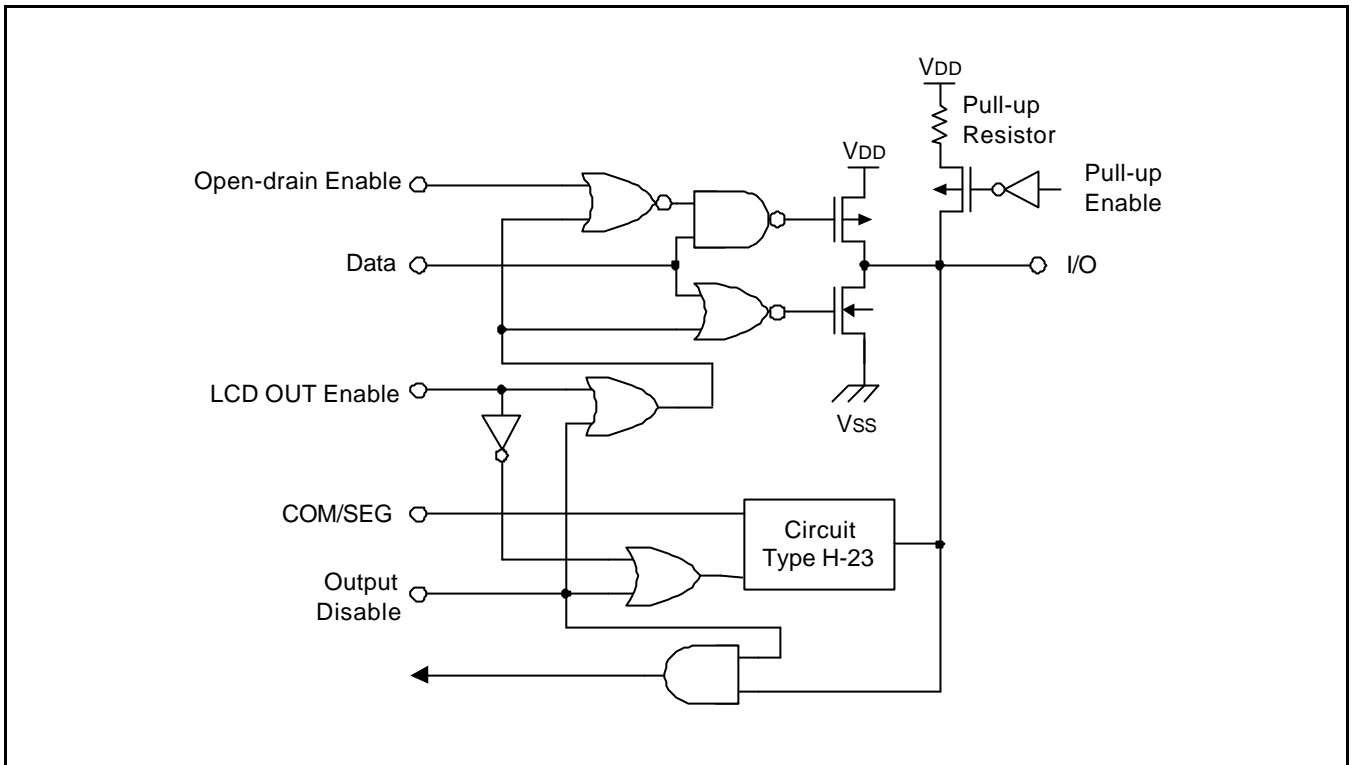 VDD
Pull-up
Resistor
VDD
Open-drain Enable
Pull-up
Enable
Data
I/O
LCD OUT Enable
VSS
COM/SEG
Circuit
Type H-23
Output
Disable